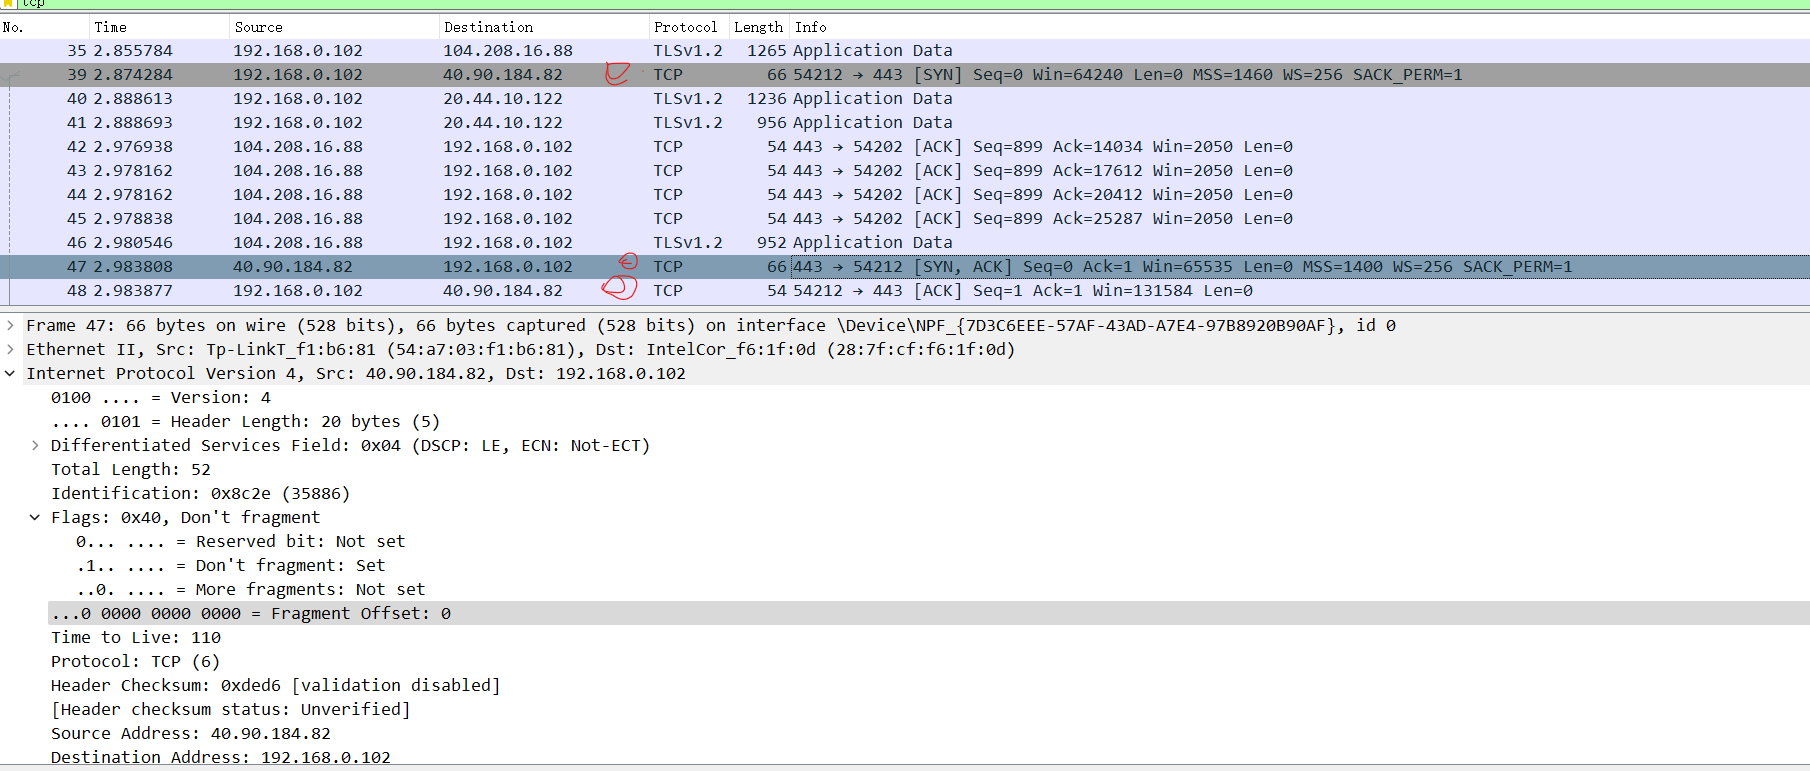 tcp
No. Time Source Destination Protocol Length Info
35 2.855784 192.168.0.102 104.208.16.88 TLSv1.2 1265 Application Data
39 2.874284 192.168.0.102 40.90.184.82 TCP 66 54212 → 443 [SYN] Seq=0 Win=64240 Len=0 MSS=1460 WS=256 SACK_PERM=1
40 2.888613 192.168.0.102 20.44.10.122 TLSv1.2 1236 Application Data
41 2.888693 192.168.0.102 20.44.10.122 TLSv1.2 956 Application Data
42 2.976938 104.208.16.88 192.168.0.102 TCP 54 443 → 54202 [ACK] Seq=899 Ack=14034 Win=2050 Len=0
43 2.978162 104.208.16.88 192.168.0.102 TCP 54 443 → 54202 [ACK] Seq=899 Ack=17612 Win=2050 Len=0
44 2.978162 104.208.16.88 192.168.0.102 TCP 54 443 → 54202 [ACK] Seq=899 Ack=20412 Win=2050 Len=0
45 2.978838 104.208.16.88 192.168.0.102 TCP 54 443 → 54202 [ACK] Seq=899 Ack=25287 Win=2050 Len=0
46 2.980546 104.208.16.88 192.168.0.102 TLSv1.2 952 Application Data
47 2.983808 40.90.184.82 192.168.0.102 TCP 66 443 → 54212 [SYN, ACK] Seq=0 Ack=1 Win=65535 Len=0 MSS=1400 WS=256 SACK_PERM=1
48 2.983877 192.168.0.102 40.90.184.82 TCP 54 54212 → 443 [ACK] Seq=1 Ack=1 Win=131584 Len=0
Frame 47: 66 bytes on wire (528 bits), 66 bytes captured (528 bits) on interface \Device\NPF_{7D3C6EEE-57AF-43AD-A7E4-97B8920B90AF}, id 0
Ethernet II, Src: Tp-LinkT_f1:b6:81 (54:a7:03:f1:b6:81), Dst: IntelCor_f6:1f:0d (28:7f:cf:f6:1f:0d)
Internet Protocol Version 4, Src: 40.90.184.82, Dst: 192.168.0.102
0100 .... = Version: 4
.... 0101 = Header Length: 20 bytes (5)
Differentiated Services Field: 0x04 (DSCP: LE, ECN: Not-ECT)
Total Length: 52
Identification: 0x8c2e (35886)
Flags: 0x40, Don't fragment
0... .... = Reserved bit: Not set
.1.. .... = Don't fragment: Set
..0. .... = More fragments: Not set
...0 0000 0000 0000 = Fragment Offset: 0
Time to Live: 110
Protocol: TCP (6)
Header Checksum: 0xded6 [validation disabled]
[Header checksum status: Unverified]
Source Address: 40.90.184.82
Destination Address: 192.168.0.102